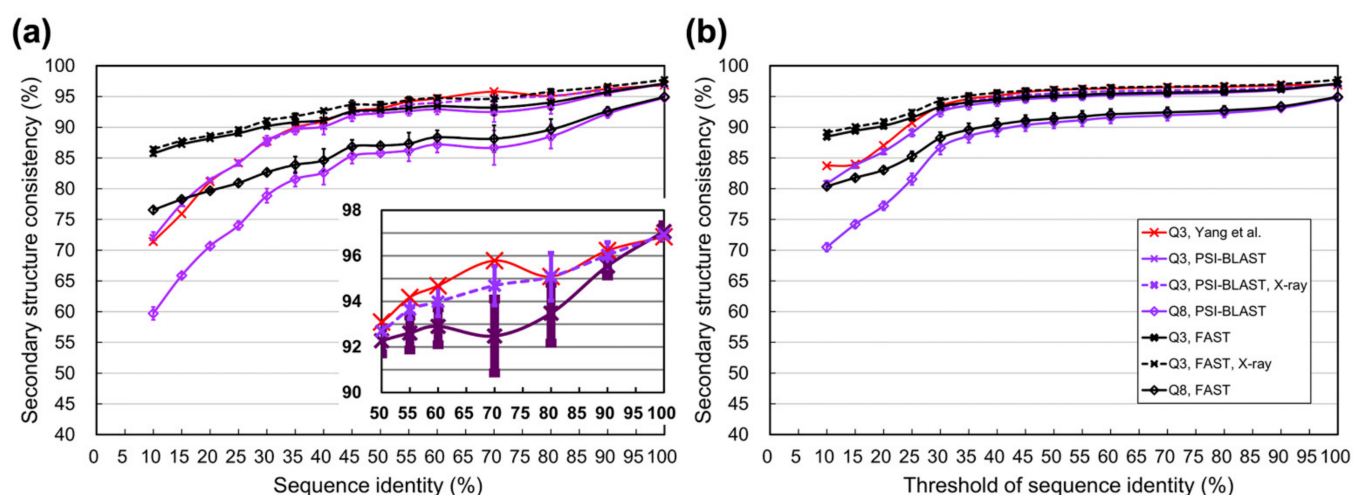 (a)
Secondary structure consistency (%)
100
95
90
85
80
75
70
65
60
55
50
45
40
0 5 10 15 20 25 30 35 40 45 50 55 60 65 70 75 80 85 90 95 100
Sequence identity (%)
98
96
94
92
90
50 55 60 70 80 90 100
(b)
Secondary structure consistency (%)
100
95
90
85
80
75
70
65
60
55
50
45
40
0 5 10 15 20 25 30 35 40 45 50 55 60 65 70 75 80 85 90 95 100
Threshold of sequence identity (%)
Q3, Yang et al.
Q3, PSI-BLAST
Q3, PSI-BLAST, X-ray
Q8, PSI-BLAST
Q3, FAST
Q3, FAST, X-ray
Q8, FAST